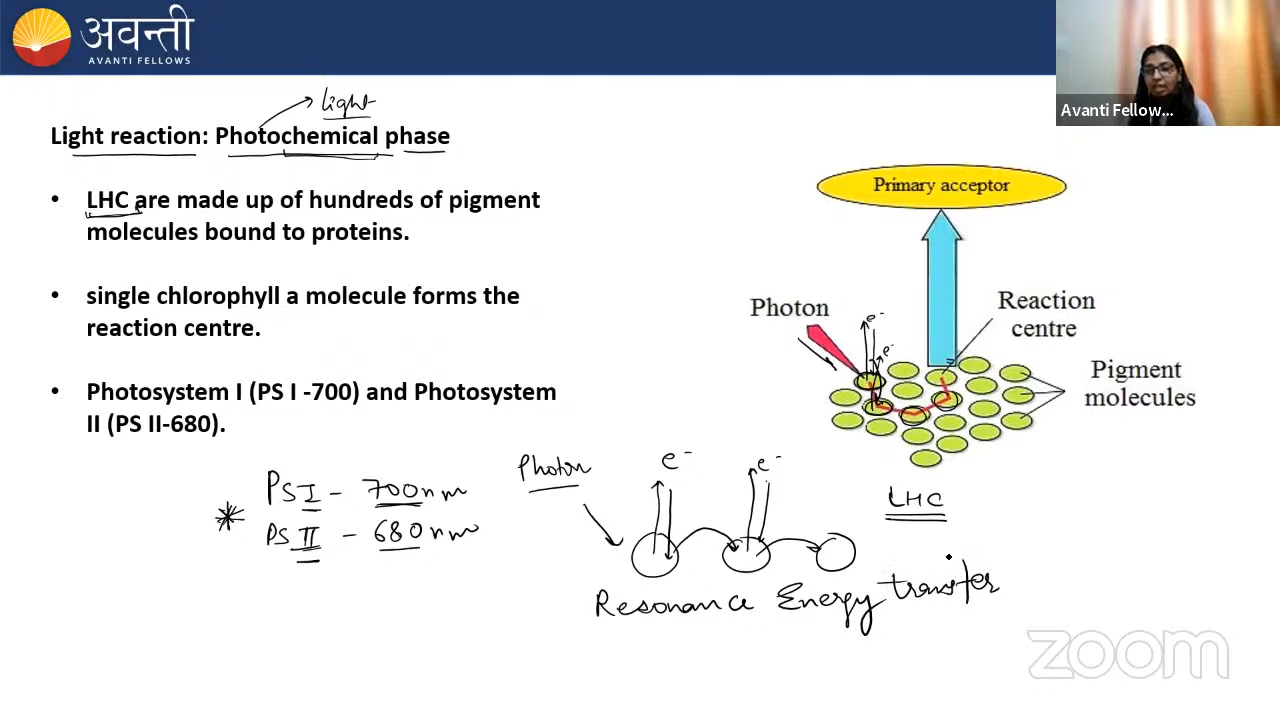 अवन्ती
AVANTI FELLOWS
Avanti Fellow...
Light
Light reaction: Photochemical phase
• LHC are made up of hundreds of pigment
molecules bound to proteins.
• single chlorophyll a molecule forms the
reaction centre.
• Photosystem I (PS I -700) and Photosystem
II (PS II-680).
PS I - 700nm
PS II - 680nm
Primary acceptor
Photon
Reaction
centre
Pigment
molecules
e-
e-
LHC
Photon
e-
e-
Resonance Energy transfer
zoom